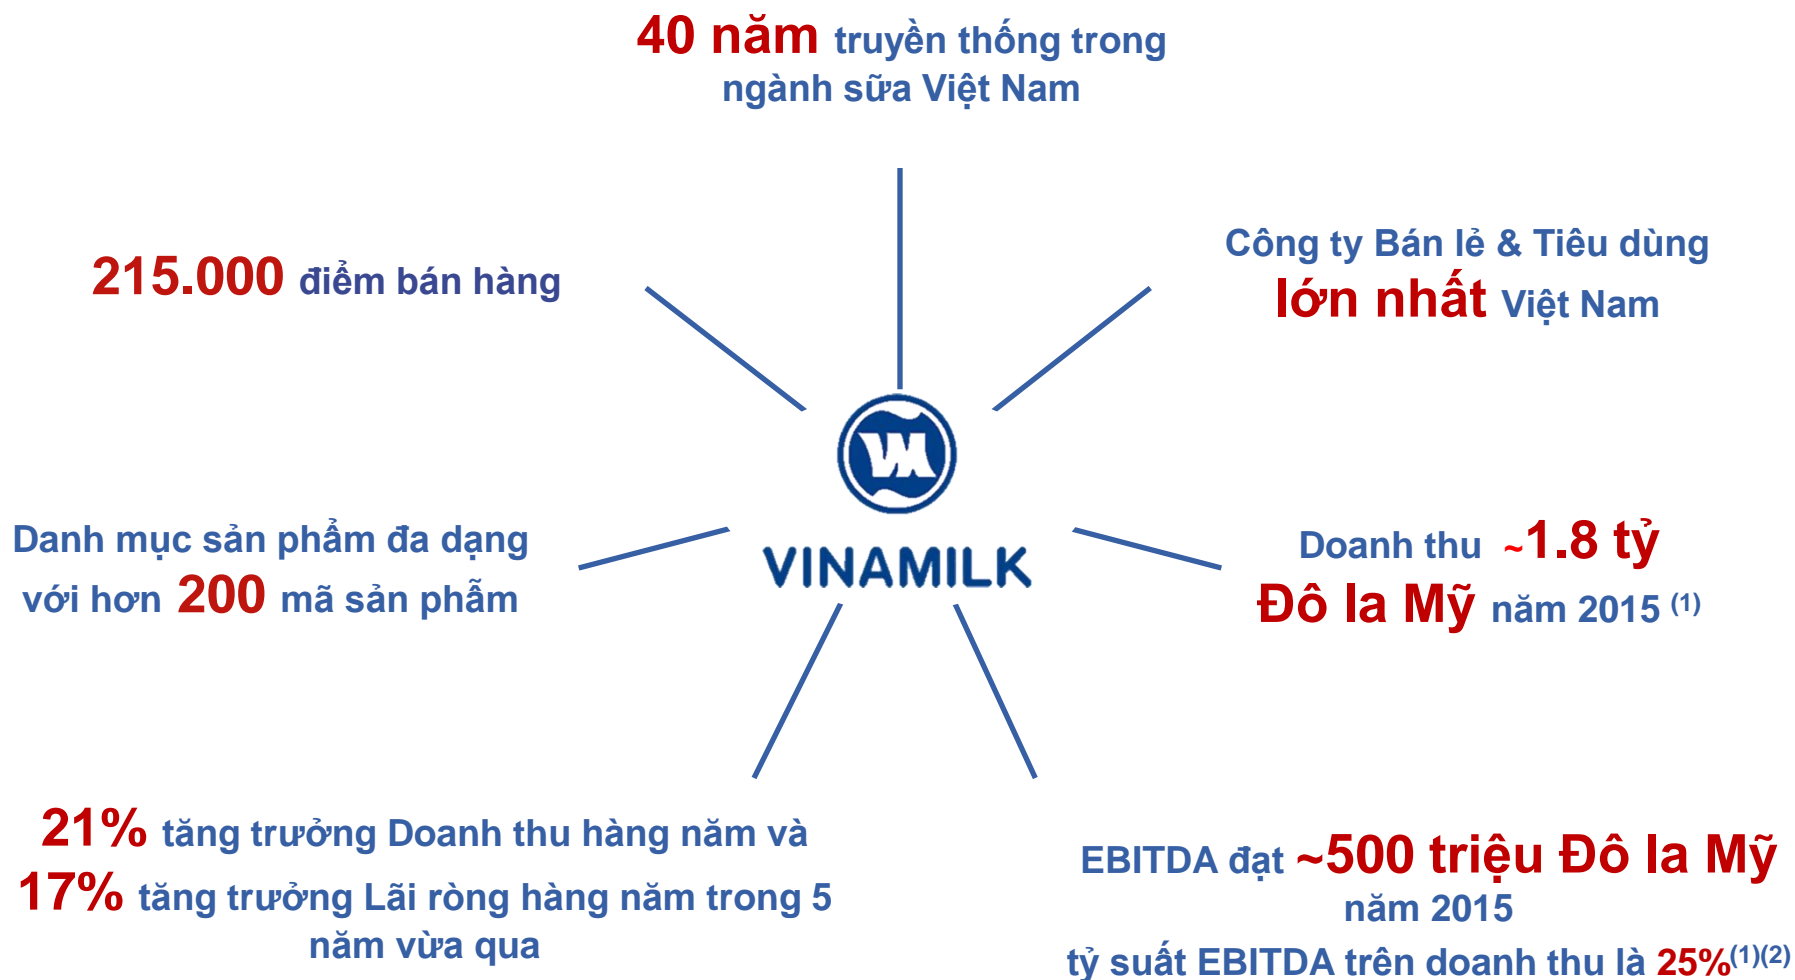 40 năm truyền thống trong
ngành sữa Việt Nam
215.000 điểm bán hàng
Công ty Bán lẻ & Tiêu dùng
lớn nhất Việt Nam
VM
VINAMILK
Danh mục sản phẩm đa dạng
với hơn 200 mã sản phẩm
Doanh thu ~1.8 tỷ
Đô la Mỹ năm 2015 (1)
21% tăng trưởng Doanh thu hàng năm và
17% tăng trưởng Lãi ròng hàng năm trong 5
năm vừa qua
EBITDA đạt ~500 triệu Đô la Mỹ
năm 2015
tỷ suất EBITDA trên doanh thu là 25%(1)(2)